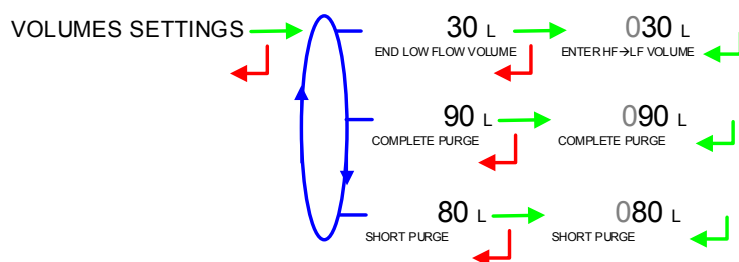 VOLUMES SETTINGS
30 L
END LOW FLOW VOLUME
030 L
ENTER HF→LF VOLUME
90 L
COMPLETE PURGE
090 L
COMPLETE PURGE
80 L
SHORT PURGE
080 L
SHORT PURGE